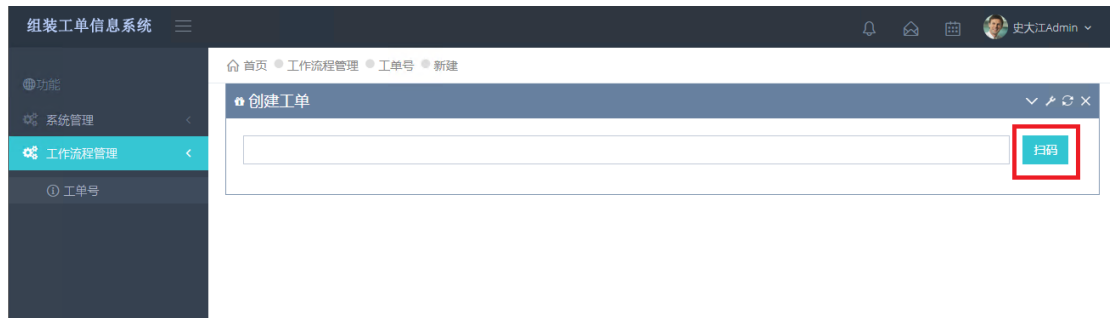 组装工单信息系统
史大江Admin
首页 工作流程管理 工单号 新建
功能
创建工单
系统管理
扫码
工作流程管理
工单号